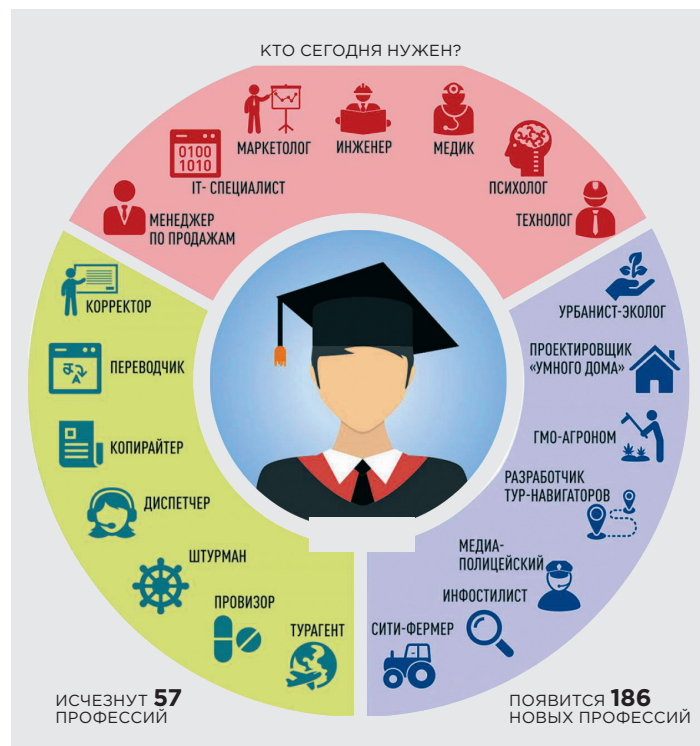 КТО СЕГОДНЯ НУЖЕН?
МАРКЕТОЛОГ
ИНЖЕНЕР
МЕДИК
0100
1010
IT- СПЕЦИАЛИСТ
ПСИХОЛОГ
МЕНЕДЖЕР
ПО ПРОДАЖАМ
ТЕХНОЛОГ
КОРРЕКТОР
ПЕРЕВОДЧИК
A
КОПИРАЙТЕР
ДИСПЕТЧЕР
ШТУРМАН
ПРОВИЗОР
ТУРАГЕНТ
ИСЧЕЗНУТ 57
ПРОФЕССИЙ
УРБАНИСТ-ЭКОЛОГ
ПРОЕКТИРОВЩИК
«УМНОГО ДОМА»
ГМО-АГРОНОМ
РАЗРАБОТЧИК
ТУР-НАВИГАТОРОВ
МЕДИА-
ПОЛИЦЕЙСКИЙ
ИНФОСТИЛИСТ
СИТИ-ФЕРМЕР
ПОЯВИТСЯ 186
НОВЫХ ПРОФЕССИЙ